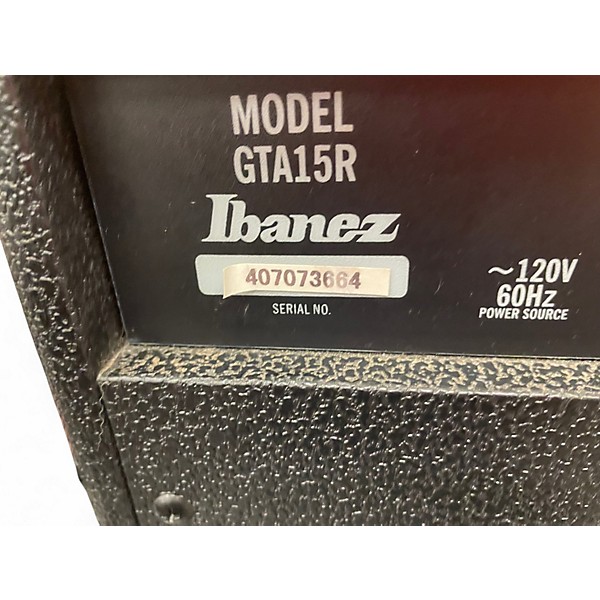 MODEL
GTA15R
Ibanez
407073664
SERIAL NO.
~120V
60Hz
POWER SOURCE